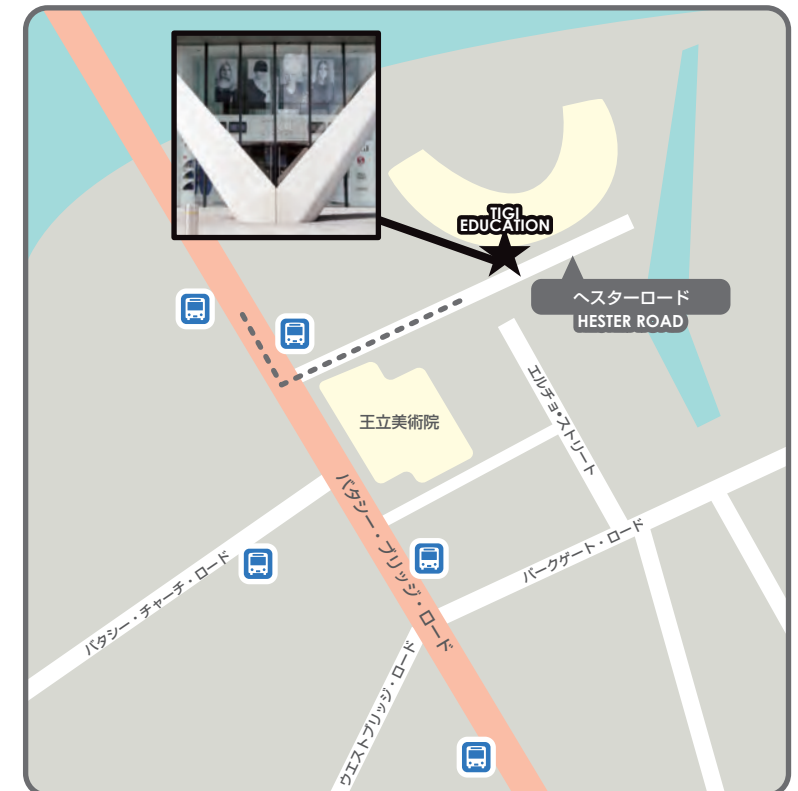 TIGI
EDUCATION
ヘスターロード
HESTER ROAD
エルチョ・ストリート
王立美術院
バタシー・ブリッジ・ロード
パークゲート・ロード
バタシー・チャーチ・ロード
ウエストブリッジ・ロード